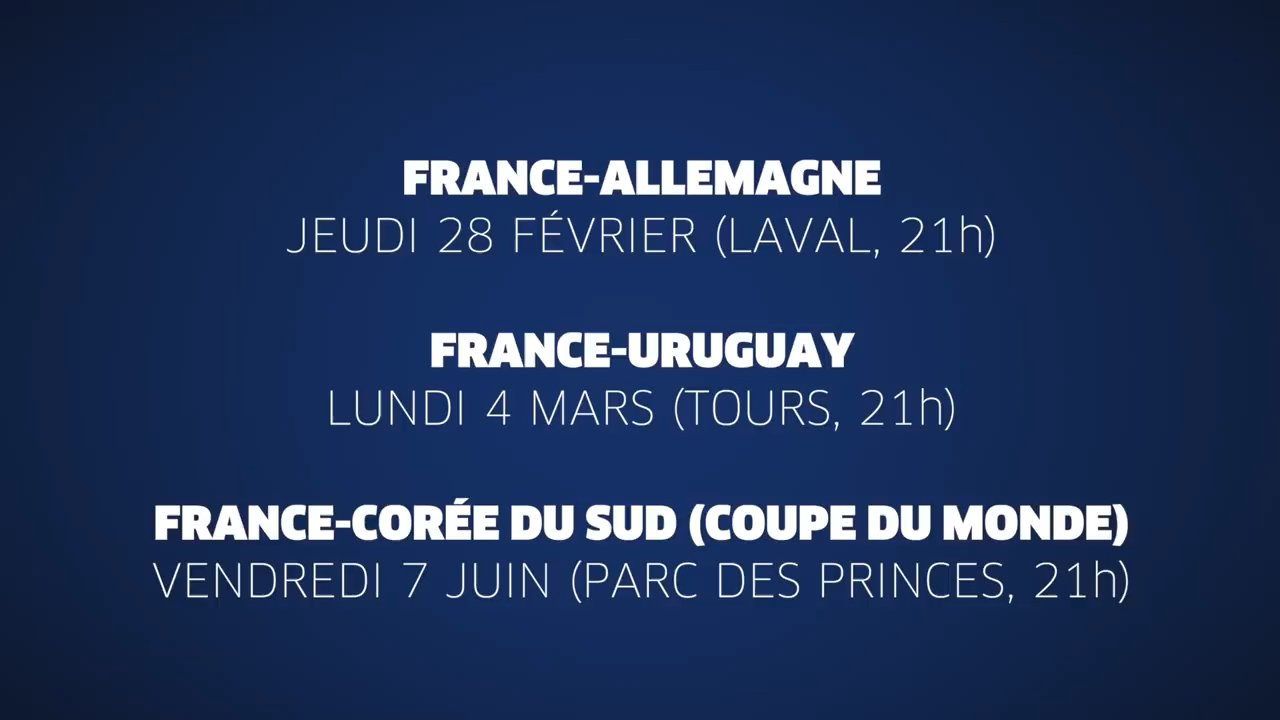 FRANCE-ALLEMAGNE
JEUDI 28 FÉVRIER (LAVAL, 21h)
FRANCE-URUGUAY
LUNDI 4 MARS (TOURS, 21h)
FRANCE-CORÉE DU SUD (COUPE DU MONDE)
VENDREDI 7 JUIN (PARC DES PRINCES, 21h)